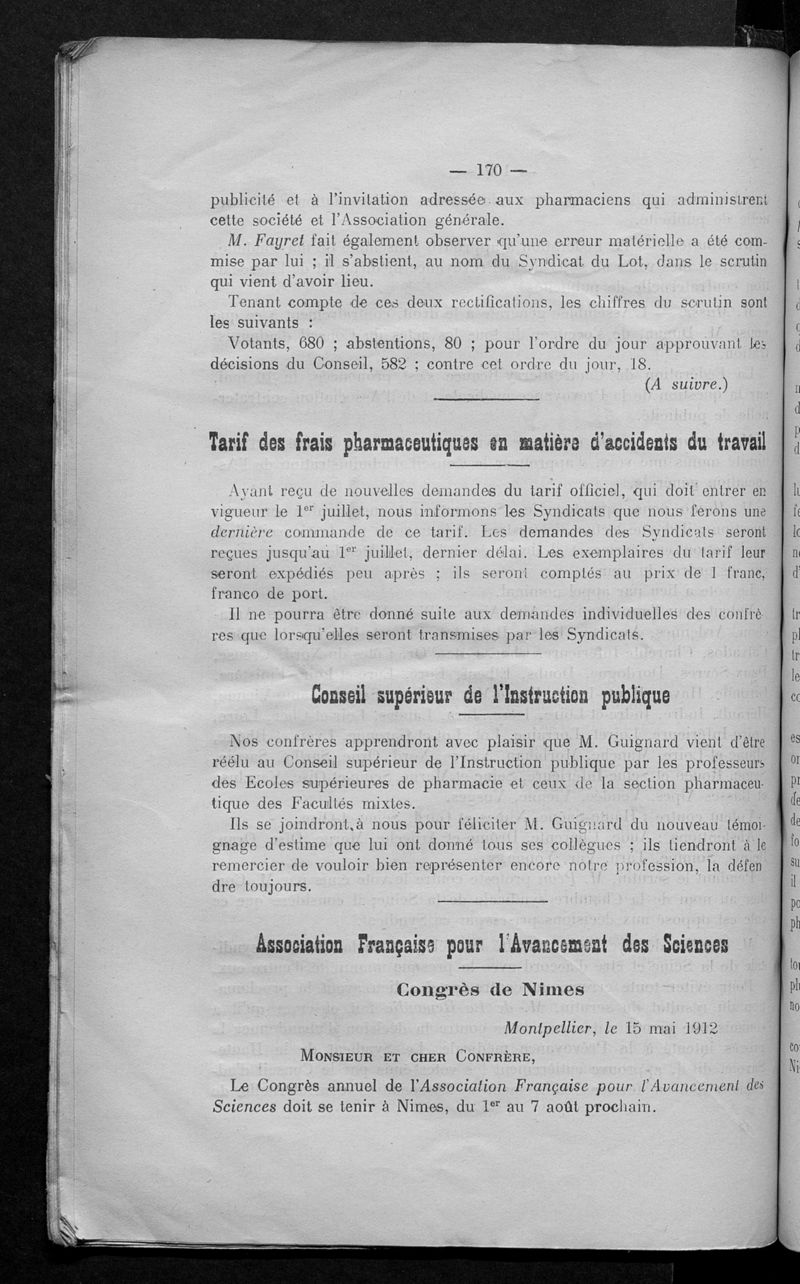 — 170 —
publicité et à l'invitation adressée aux pharmaciens qui administrent
cette société et l'Association générale.
M. Fayret fait également observer qu'une erreur matérielle a été com-
mise par lui ; il s'abstient, au nom du Syndicat du Lot, dans le scrutin
qui vient d'avoir lieu.
Tenant compte de ces deux rectifications, les chiffres du scrutin sont
les suivants :
Votants, 680 ; abstentions, 80 ; pour l'ordre du jour approuvant les
décisions du Conseil, 582 ; contre cet ordre du jour, 18.
(A suivre.)
Tarif des frais pharmaceutiques en matière d'accidents du travail
Ayant reçu de nouvelles demandes du tarif officiel, qui doit entrer en
vigueur le 1er juillet, nous informons les Syndicats que nous ferons une
dernière commande de ce tarif. Les demandes des Syndicats seront
reçues jusqu'au 1er juillet, dernier délai. Les exemplaires du tarif leur
seront expédiés peu après ; ils seront comptés au prix de 1 franc,
franco de port.
Il ne pourra être donné suite aux demandes individuelles des confrè
res que lorsqu'elles seront transmises par les Syndicats.
Conseil supérieur de l'Instruction publique
Nos confrères apprendront avec plaisir que M. Guignard vient d'être
réélu au Conseil supérieur de l'Instruction publique par les professeurs
des Ecoles supérieures de pharmacie et ceux de la section pharmaceu-
tique des Facultés mixtes.
Ils se joindront à nous pour féliciter M. Guignard du nouveau témoi-
gnage d'estime que lui ont donné tous ses collègues ; ils tiendront à le
remercier de vouloir bien représenter encore notre profession, la défen
dre toujours.
Association Française pour l'Avancement des Sciences
Congrès de Nimes
Montpellier, le 15 mai 1912
MONSIEUR ET CHER CONFRÈRE,
Le Congrès annuel de l'Association Française pour l'Avancement des
Sciences doit se tenir à Nimes, du 1er au 7 août prochain.